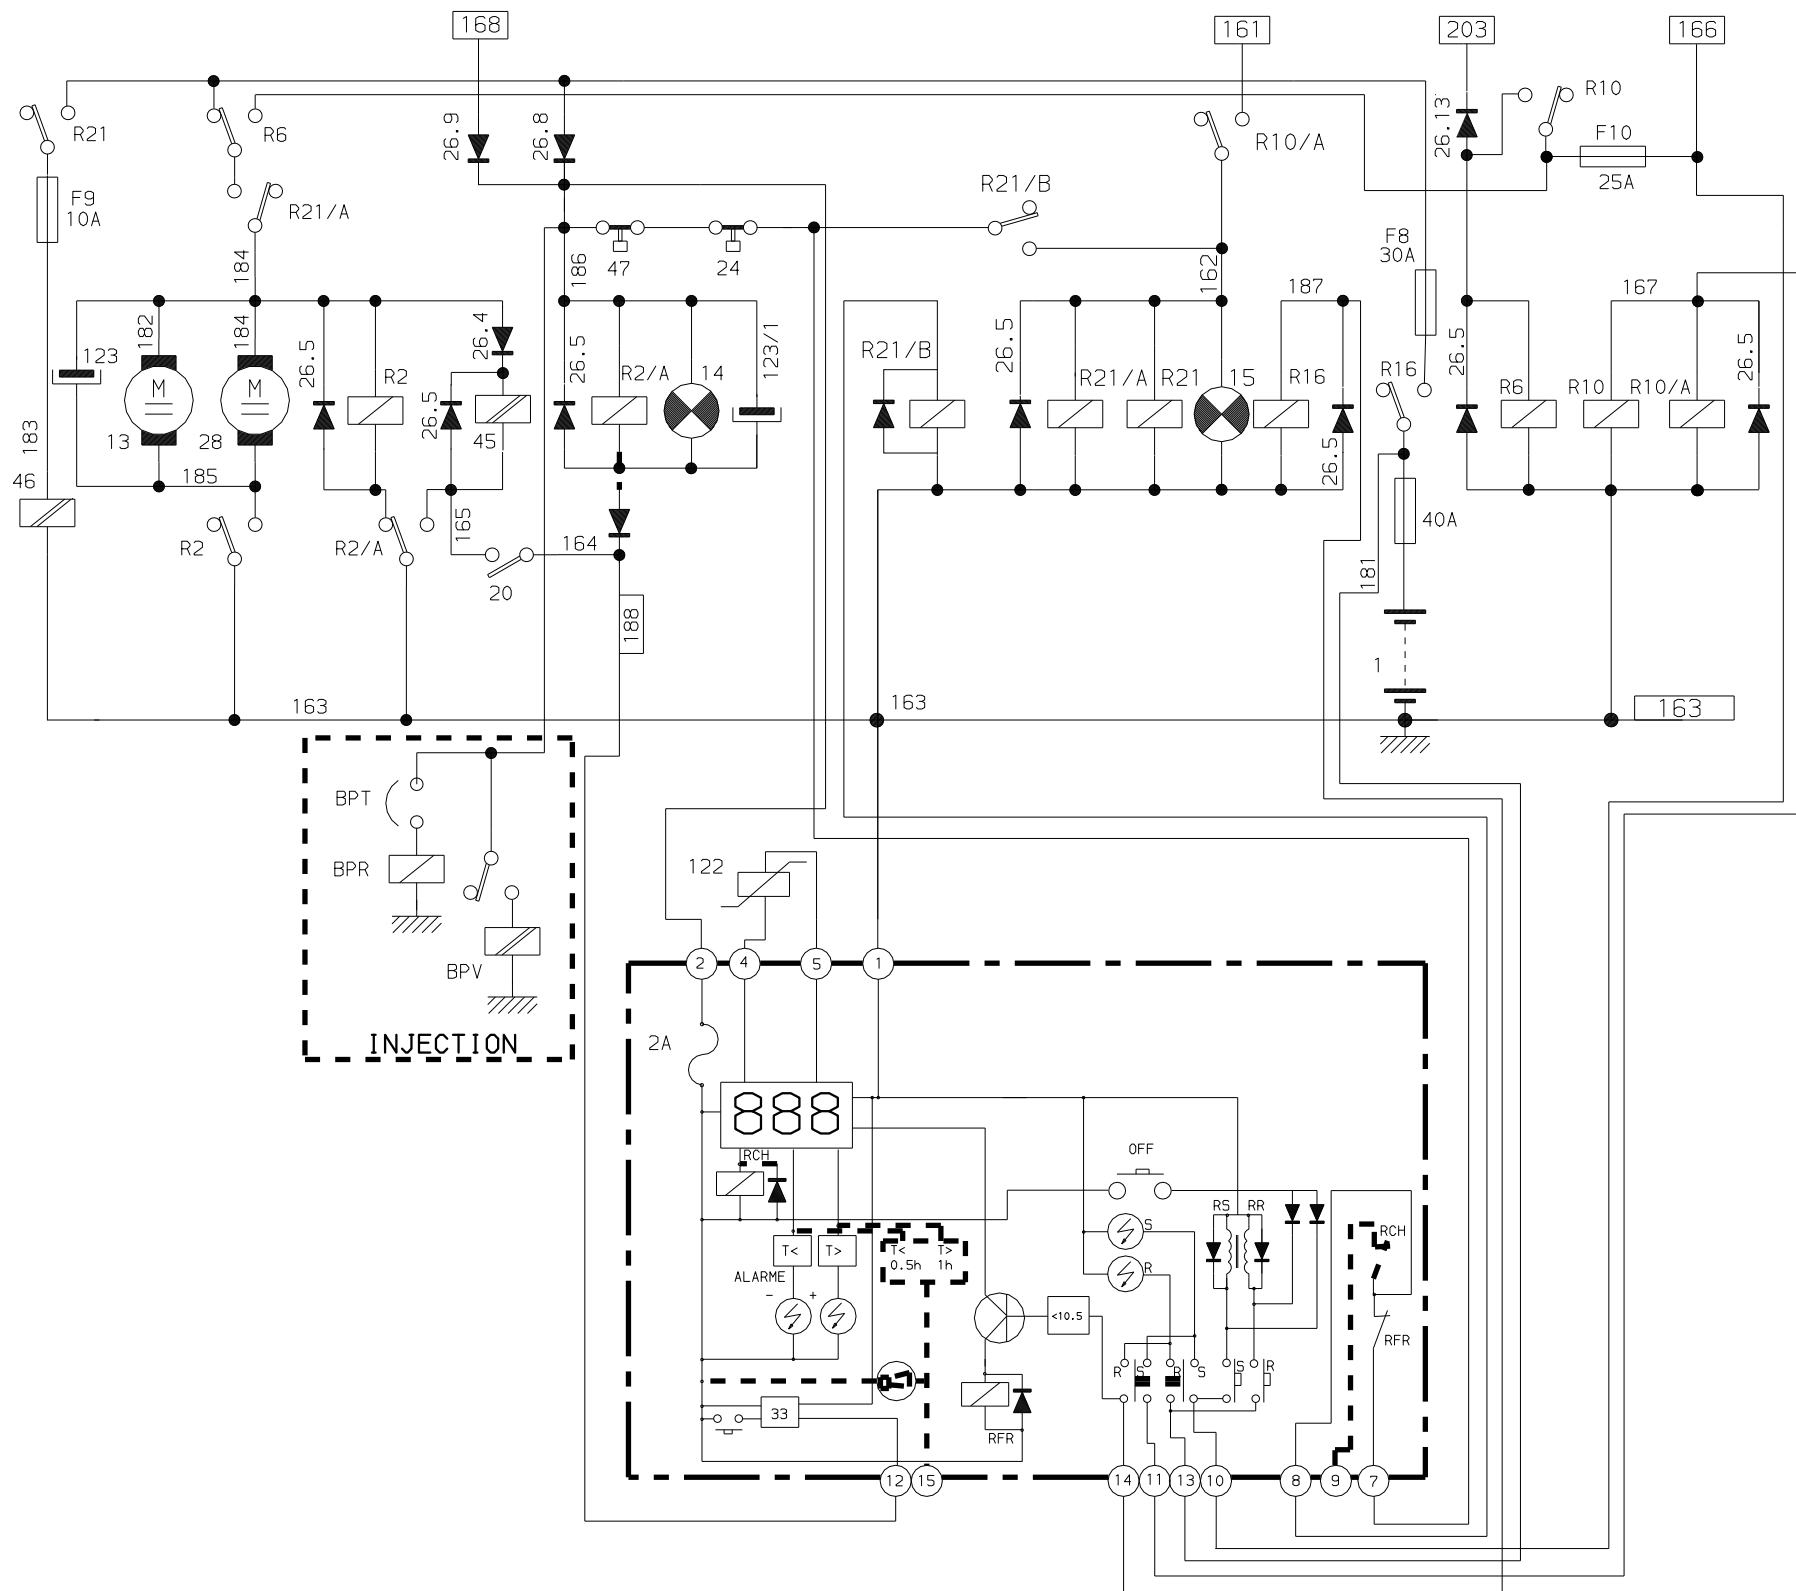 168
161
203
166
R21
R6
26.9
26.8
R10/A
26.13
R10
F10
25A
F9
10A
R21/A
R21/B
F8
30A
184
186
47
24
162
187
167
123
182
184
26.5
R2
26.4
26.5
45
26.5
R2/A
14
123/1
R21/B
26.5
R21/A
R21
15
R16
26.5
R16
26.5
R6
R10
R10/A
26.5
M
M
13
28
183
46
185
R2
R2/A
165
164
20
188
40A
181
1
163
163
163
BPT
BPR
BPV
INJECTION
122
2
4
5
1
2A
888
RCH
OFF
RS
RR
S
R
RCH
T<
T>
T<
T>
0.5h
1h
ALARME
-
+
<10.5
RFR
R
S
R
S
S
R
33
RFR
12
15
14
11
13
10
8
9
7